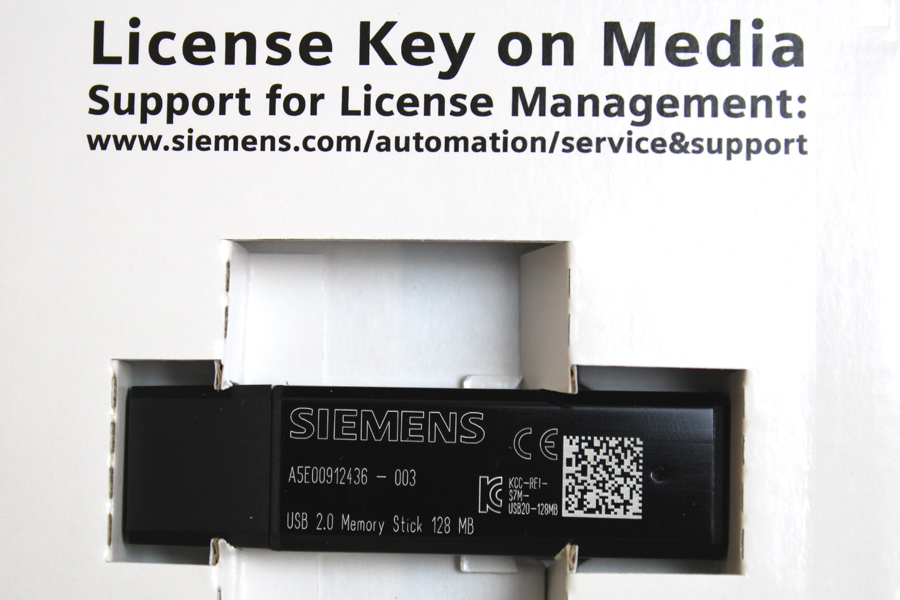 License Key on Media
Support for License Management:
www.siemens.com/automation/service&support
SIEMENS
CE
A5E00912436 - 003
KCC-REI-
S7M-
USB20-128MB
USB 2.0 Memory Stick 128 MB